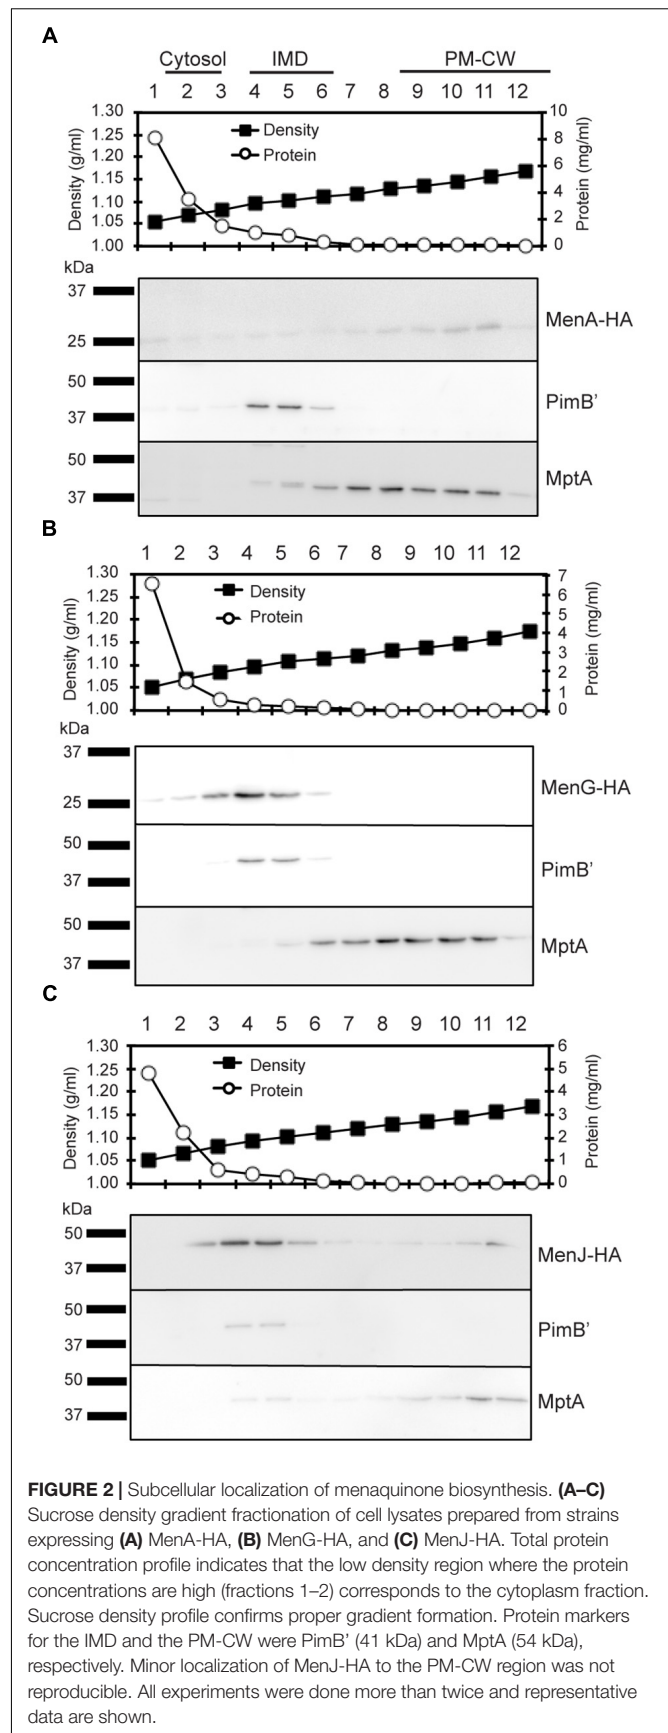 A
Cytosol IMD PM-CW
1 2 3 4 5 6 7 8 9 10 11 12
1.30 10
1.25 8
1.20 6
1.15
1.10 4
1.05 2
1.00 0
Density (g/ml)
Protein (mg/ml)
Density
Protein
kDa
37
25
MenA-HA
50
37
PimB'
50
37
MptA
B
1 2 3 4 5 6 7 8 9 10 11 12
1.30 7
1.25 6
1.20 5
1.15 4
3
1.10 2
1.05 1
1.00 0
Density (g/ml)
Protein (mg/ml)
Density
Protein
kDa
37
25
MenG-HA
50
37
PimB'
50
37
MptA
C
1 2 3 4 5 6 7 8 9 10 11 12
1.30 6
1.25 5
1.20 4
1.15 3
1.10 2
1.05 1
1.00 0
Density (g/ml)
Protein (mg/ml)
Density
Protein
kDa
50
37
MenJ-HA
50
37
PimB'
50
37
MptA
FIGURE 2 | Subcellular localization of menaquinone biosynthesis. (A–C)
Sucrose density gradient fractionation of cell lysates prepared from strains
expressing (A) MenA-HA, (B) MenG-HA, and (C) MenJ-HA. Total protein
concentration profile indicates that the low density region where the protein
concentrations are high (fractions 1–2) corresponds to the cytoplasm fraction.
Sucrose density profile confirms proper gradient formation. Protein markers
for the IMD and the PM-CW were PimB' (41 kDa) and MptA (54 kDa),
respectively. Minor localization of MenJ-HA to the PM-CW region was not
reproducible. All experiments were done more than twice and representative
data are shown.